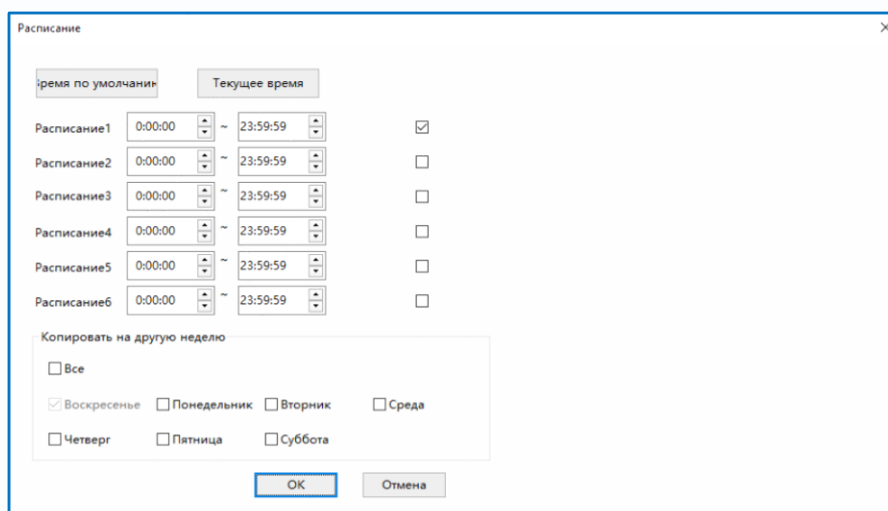 Расписание
ремя по умолчани
Текущее время
Расписание1 0:00:00 ~ 23:59:59
Расписание2 0:00:00 ~ 23:59:59
Расписание3 0:00:00 ~ 23:59:59
Расписание4 0:00:00 ~ 23:59:59
Расписание5 0:00:00 ~ 23:59:59
Расписание6 0:00:00 ~ 23:59:59
Копировать на другую неделю
Все
Воскресенье Понедельник Вторник Среда
Четверг Пятница Суббота
OK Отмена